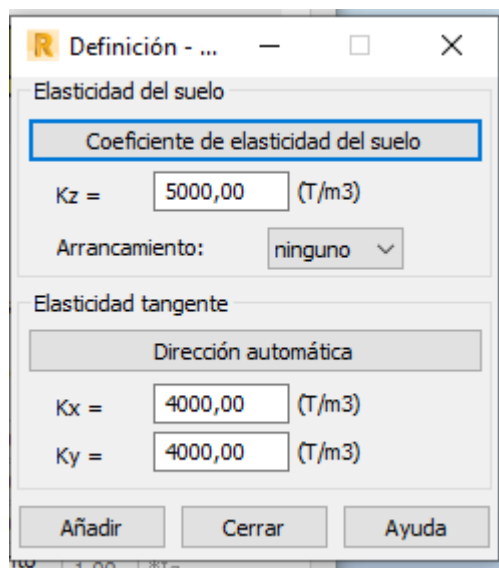 R Definición - ...
Elasticidad del suelo
Coeficiente de elasticidad del suelo
Kz = 5000,00 (T/m3)
Arrancamiento: ninguno
Elasticidad tangente
Dirección automática
Kx = 4000,00 (T/m3)
Ky = 4000,00 (T/m3)
Añadir Cerrar Ayuda